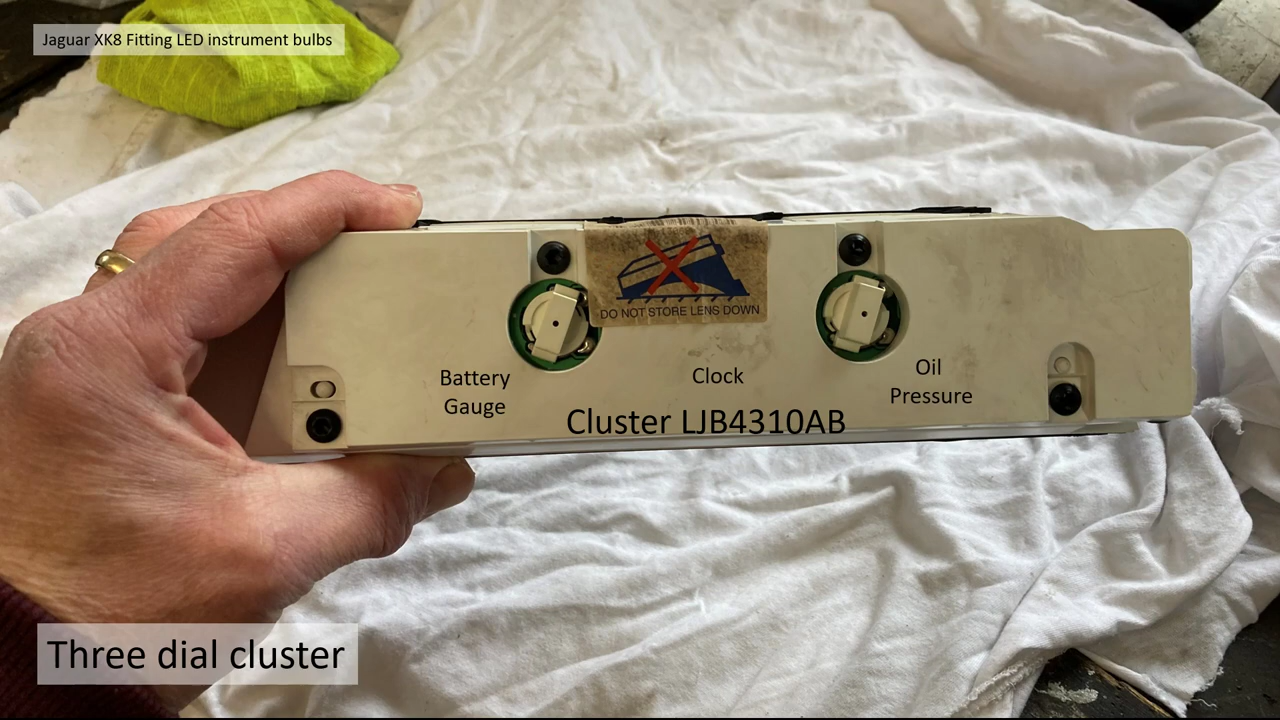 Jaguar XK8 Fitting LED instrument bulbs
DO NOT STORE LENS DOWN
Battery
Gauge
Clock
Oil
Pressure
Cluster LJB4310AB
Three dial cluster